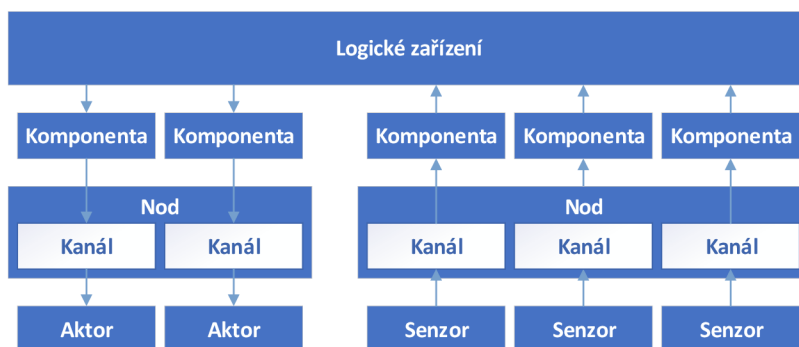 Logické zařízení
Komponenta Komponenta Komponenta Komponenta Komponenta
Nod Nod
Kanál Kanál Kanál Kanál Kanál
Aktor Aktor Senzor Senzor Senzor